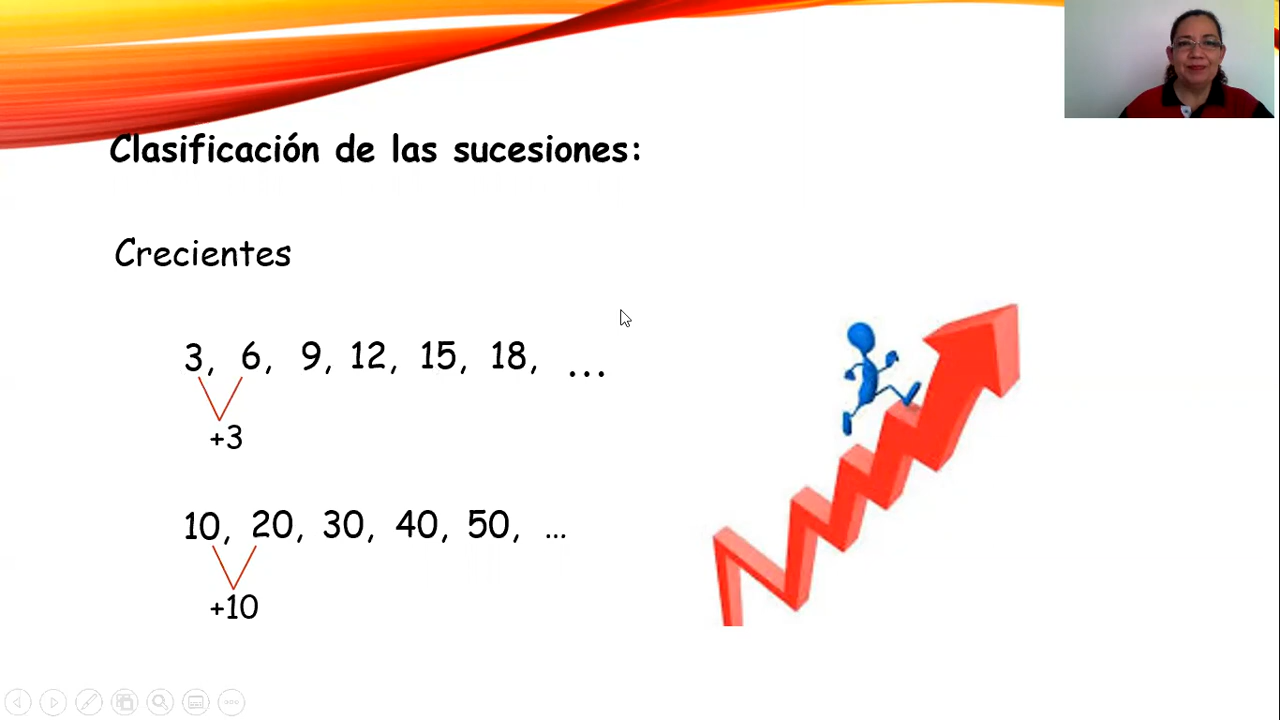 Clasificación de las sucesiones:
Crecientes
3, 6, 9, 12, 15, 18, ...
+3
10, 20, 30, 40, 50, ...
+10